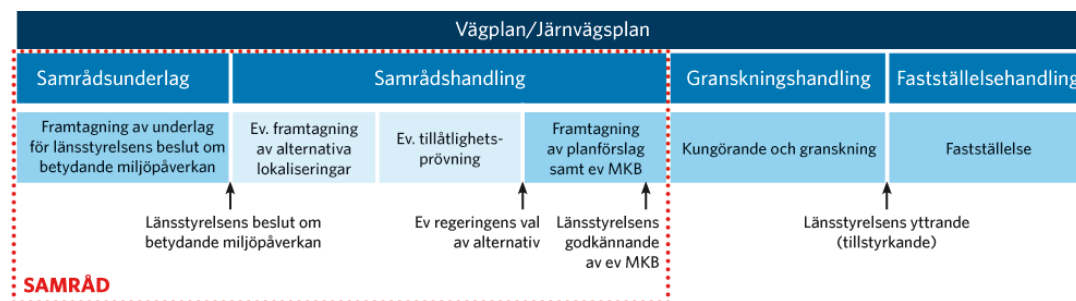 Vägplan/Järnvägsplan
Samrådsunderlag
Samrådshandling
Granskningshandling
Fastställelsehandling
Framtagning av underlag
för länsstyrelsens beslut om
betydande miljöpåverkan
Ev. framtagning
av alternativa
lokaliseringar
Ev. tillåtlighets-
prövning
Framtagning
av planförslag
samt ev MKB
Kungörande och granskning
Fastställelse
Länsstyrelsens beslut om
betydande miljöpåverkan
Ev regeringens val
av alternativ
Länsstyrelsens
godkännande
av ev MKB
Länsstyrelsens yttrande
(tillstyrkande)
SAMRÅD